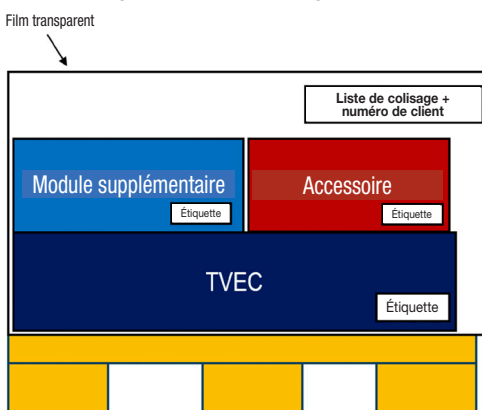 Film transparent
Liste de colisage +
numéro de client
Module supplémentaire
Accessoire
Étiquette
Étiquette
TVEC
Étiquette